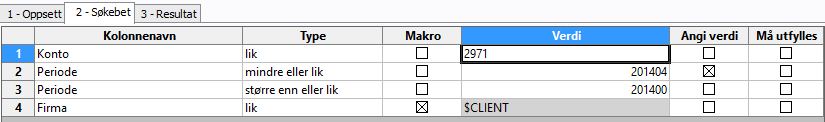 1 - Oppsett 2 - Søkebet 3 - Resultat
Kolonnenavn Type Makro Verdi Angi verdi Må utfylles
1 Konto lik 2971
2 Periode mindre eller lik 201404
3 Periode større enn eller lik 201400
4 Firma lik $CLIENT